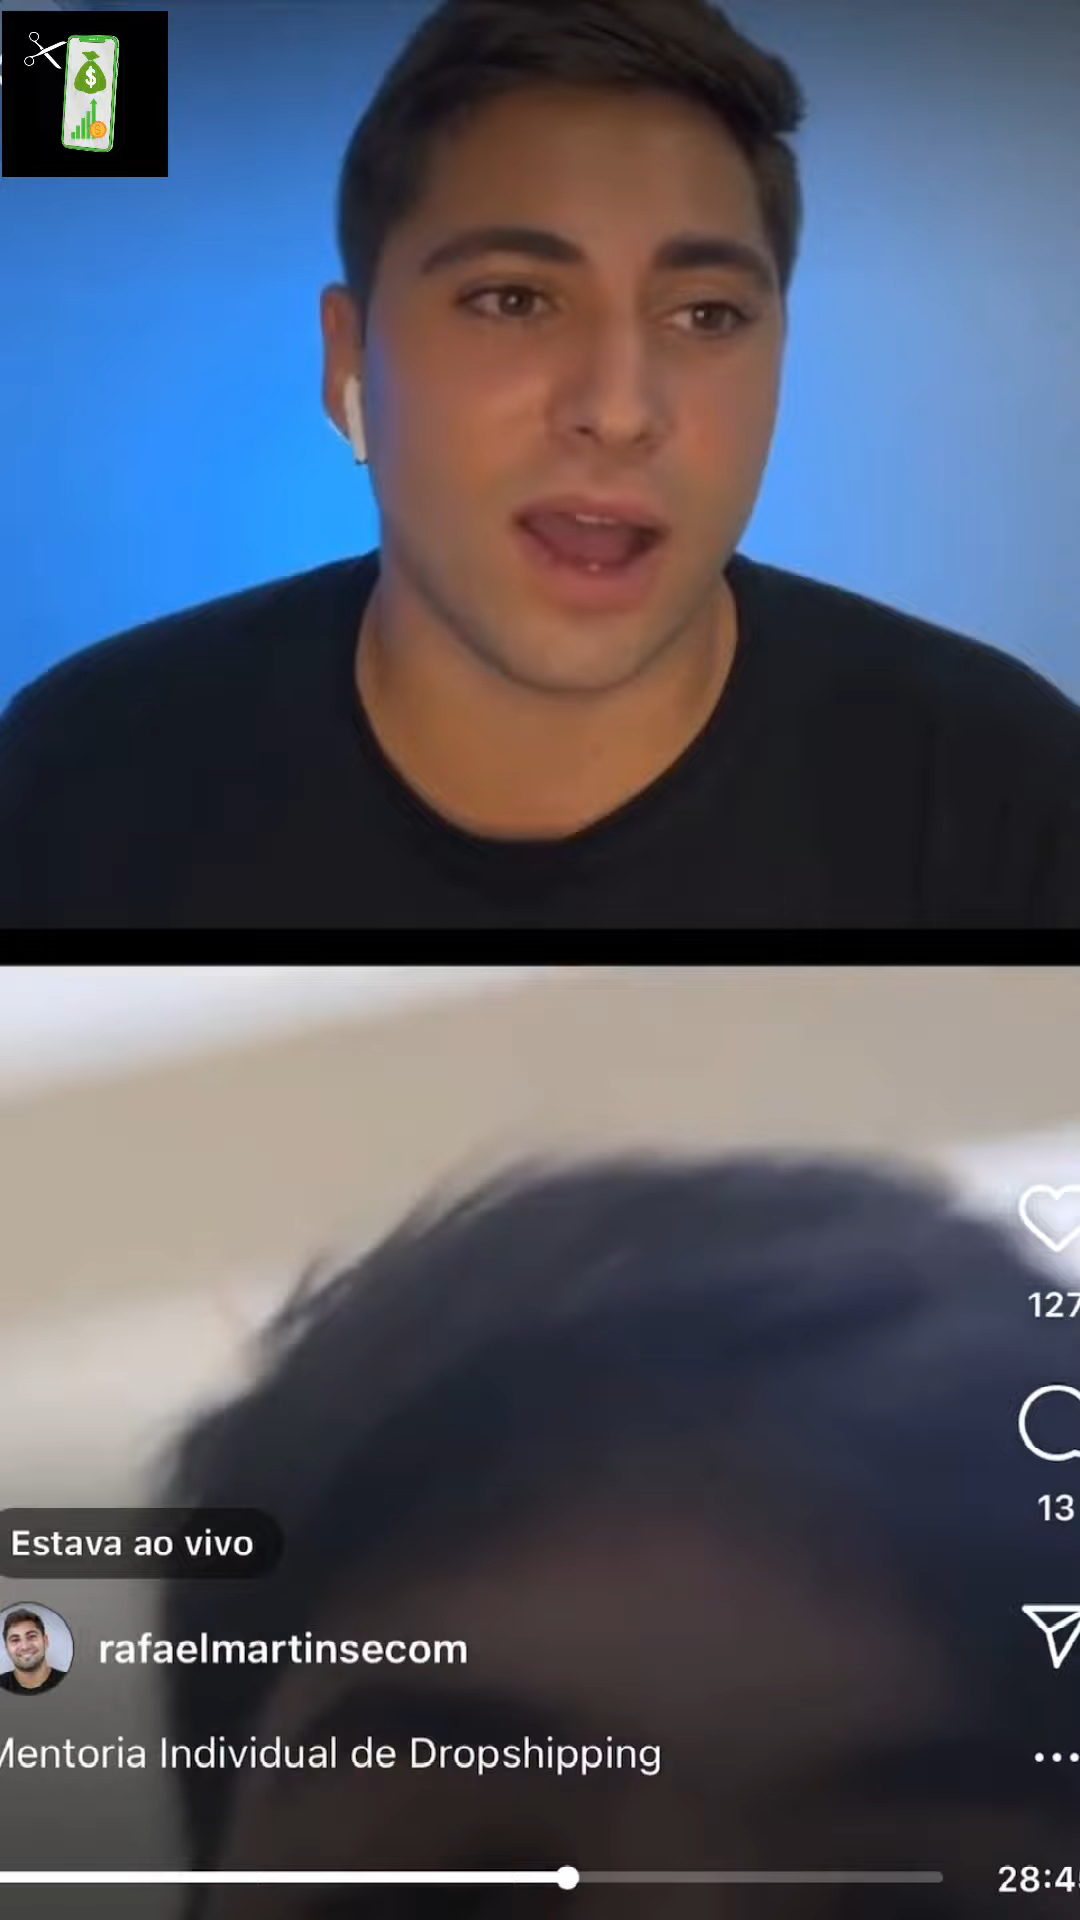 $
127
13
Estava ao vivo
rafaelmartinsecom
Mentoria Individual de Dropshipping
28:4